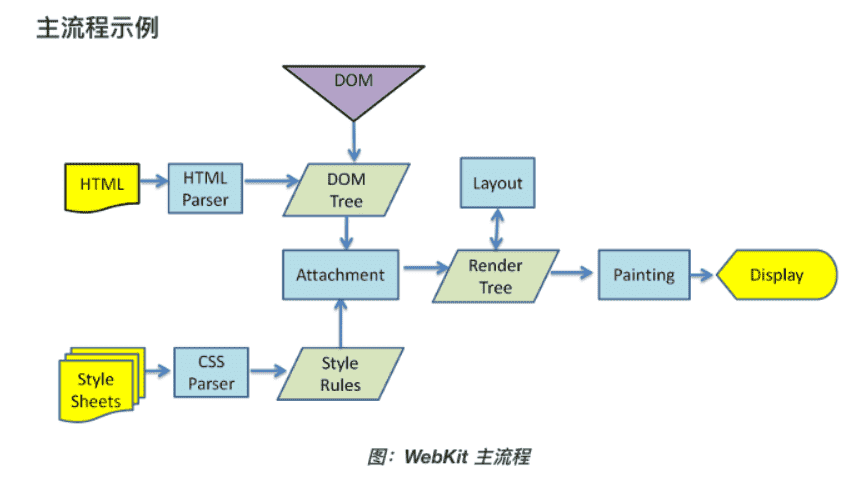 主流程示例
DOM
HTML
HTML
Parser
DOM
Tree
Layout
Attachment
Render
Tree
Painting
Display
Style
Sheets
CSS
Parser
Style
Rules
图：WebKit 主流程